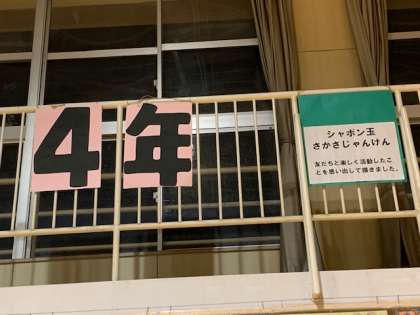 4年
シャボン玉
さかさじゃんけん
友だちと楽しく活動したこ
とを思い出して描きました。